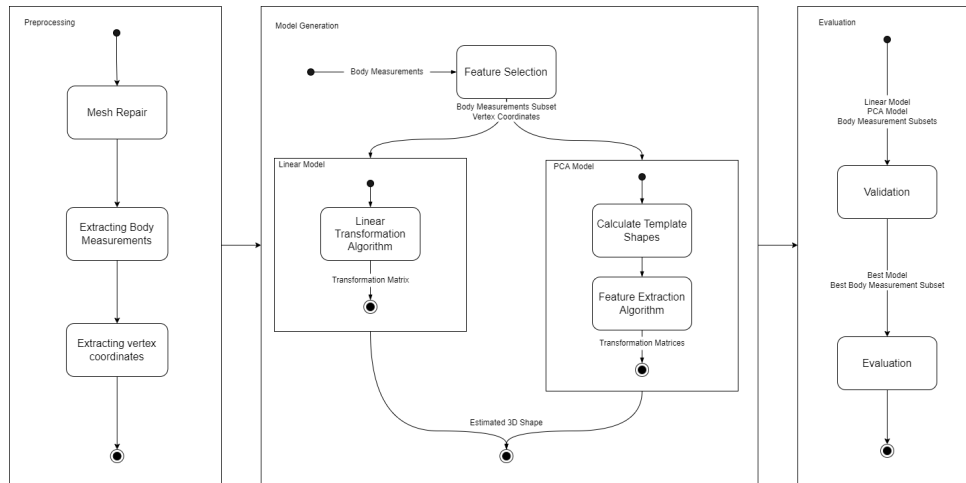 Preprocessing
Mesh Repair
Extracting Body
Measurements
Extracting vertex
coordinates
Model Generation
Body Measurements
Feature Selection
Body Measurements Subset
Vertex Coordinates
Linear Model
Linear
Transformation
Algorithm
Transformation Matrix
PCA Model
Calculate Template
Shapes
Feature Extraction
Algorithm
Transformation Matrices
Estimated 3D Shape
Evaluation
Linear Model
PCA Model
Body Measurement Subsets
Validation
Best Model
Best Body Measurement Subset
Evaluation